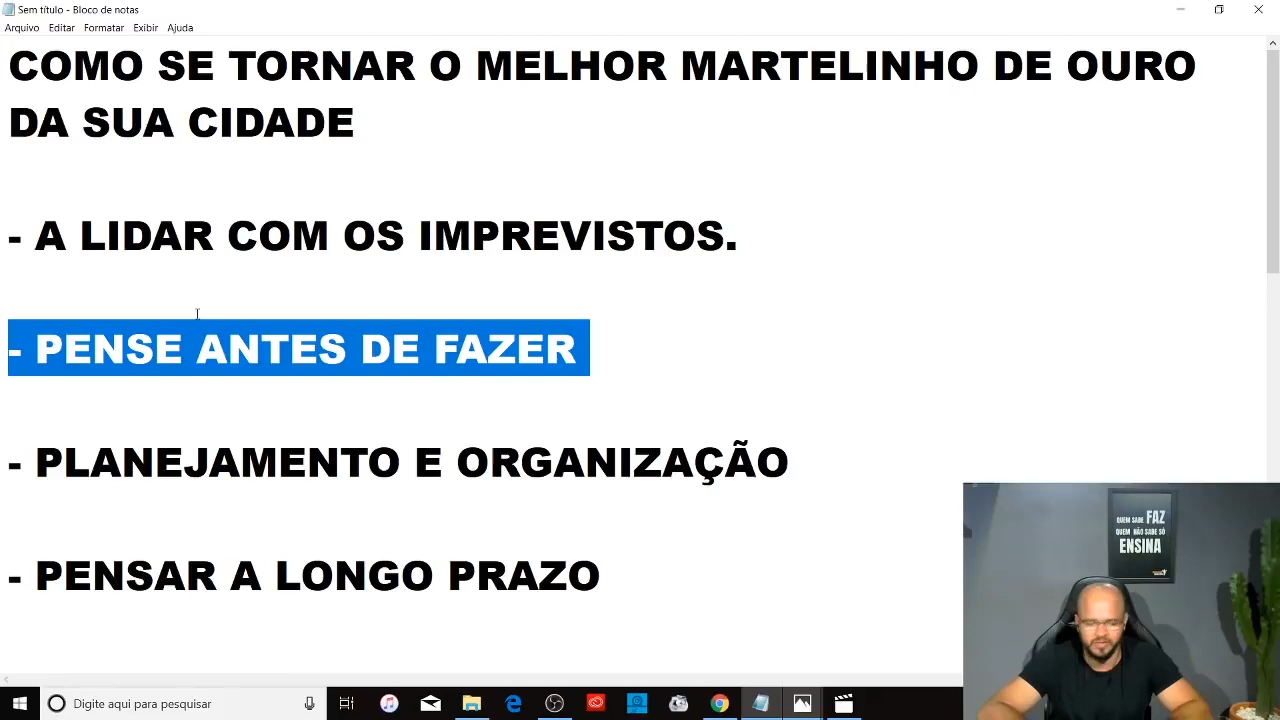 Sem título - Bloco de notas
Arquivo Editar Formatar Exibir Ajuda
COMO SE TORNAR O MELHOR MARTELINHO DE OURO
DA SUA CIDADE
- A LIDAR COM OS IMPREVISTOS.
- PENSE ANTES DE FAZER
- PLANEJAMENTO E ORGANIZAÇÃO
- PENSAR A LONGO PRAZO
QUEM SABE FAZ
QUEM NÃO SABE SÓ
ENSINA
Digite aqui para pesquisar